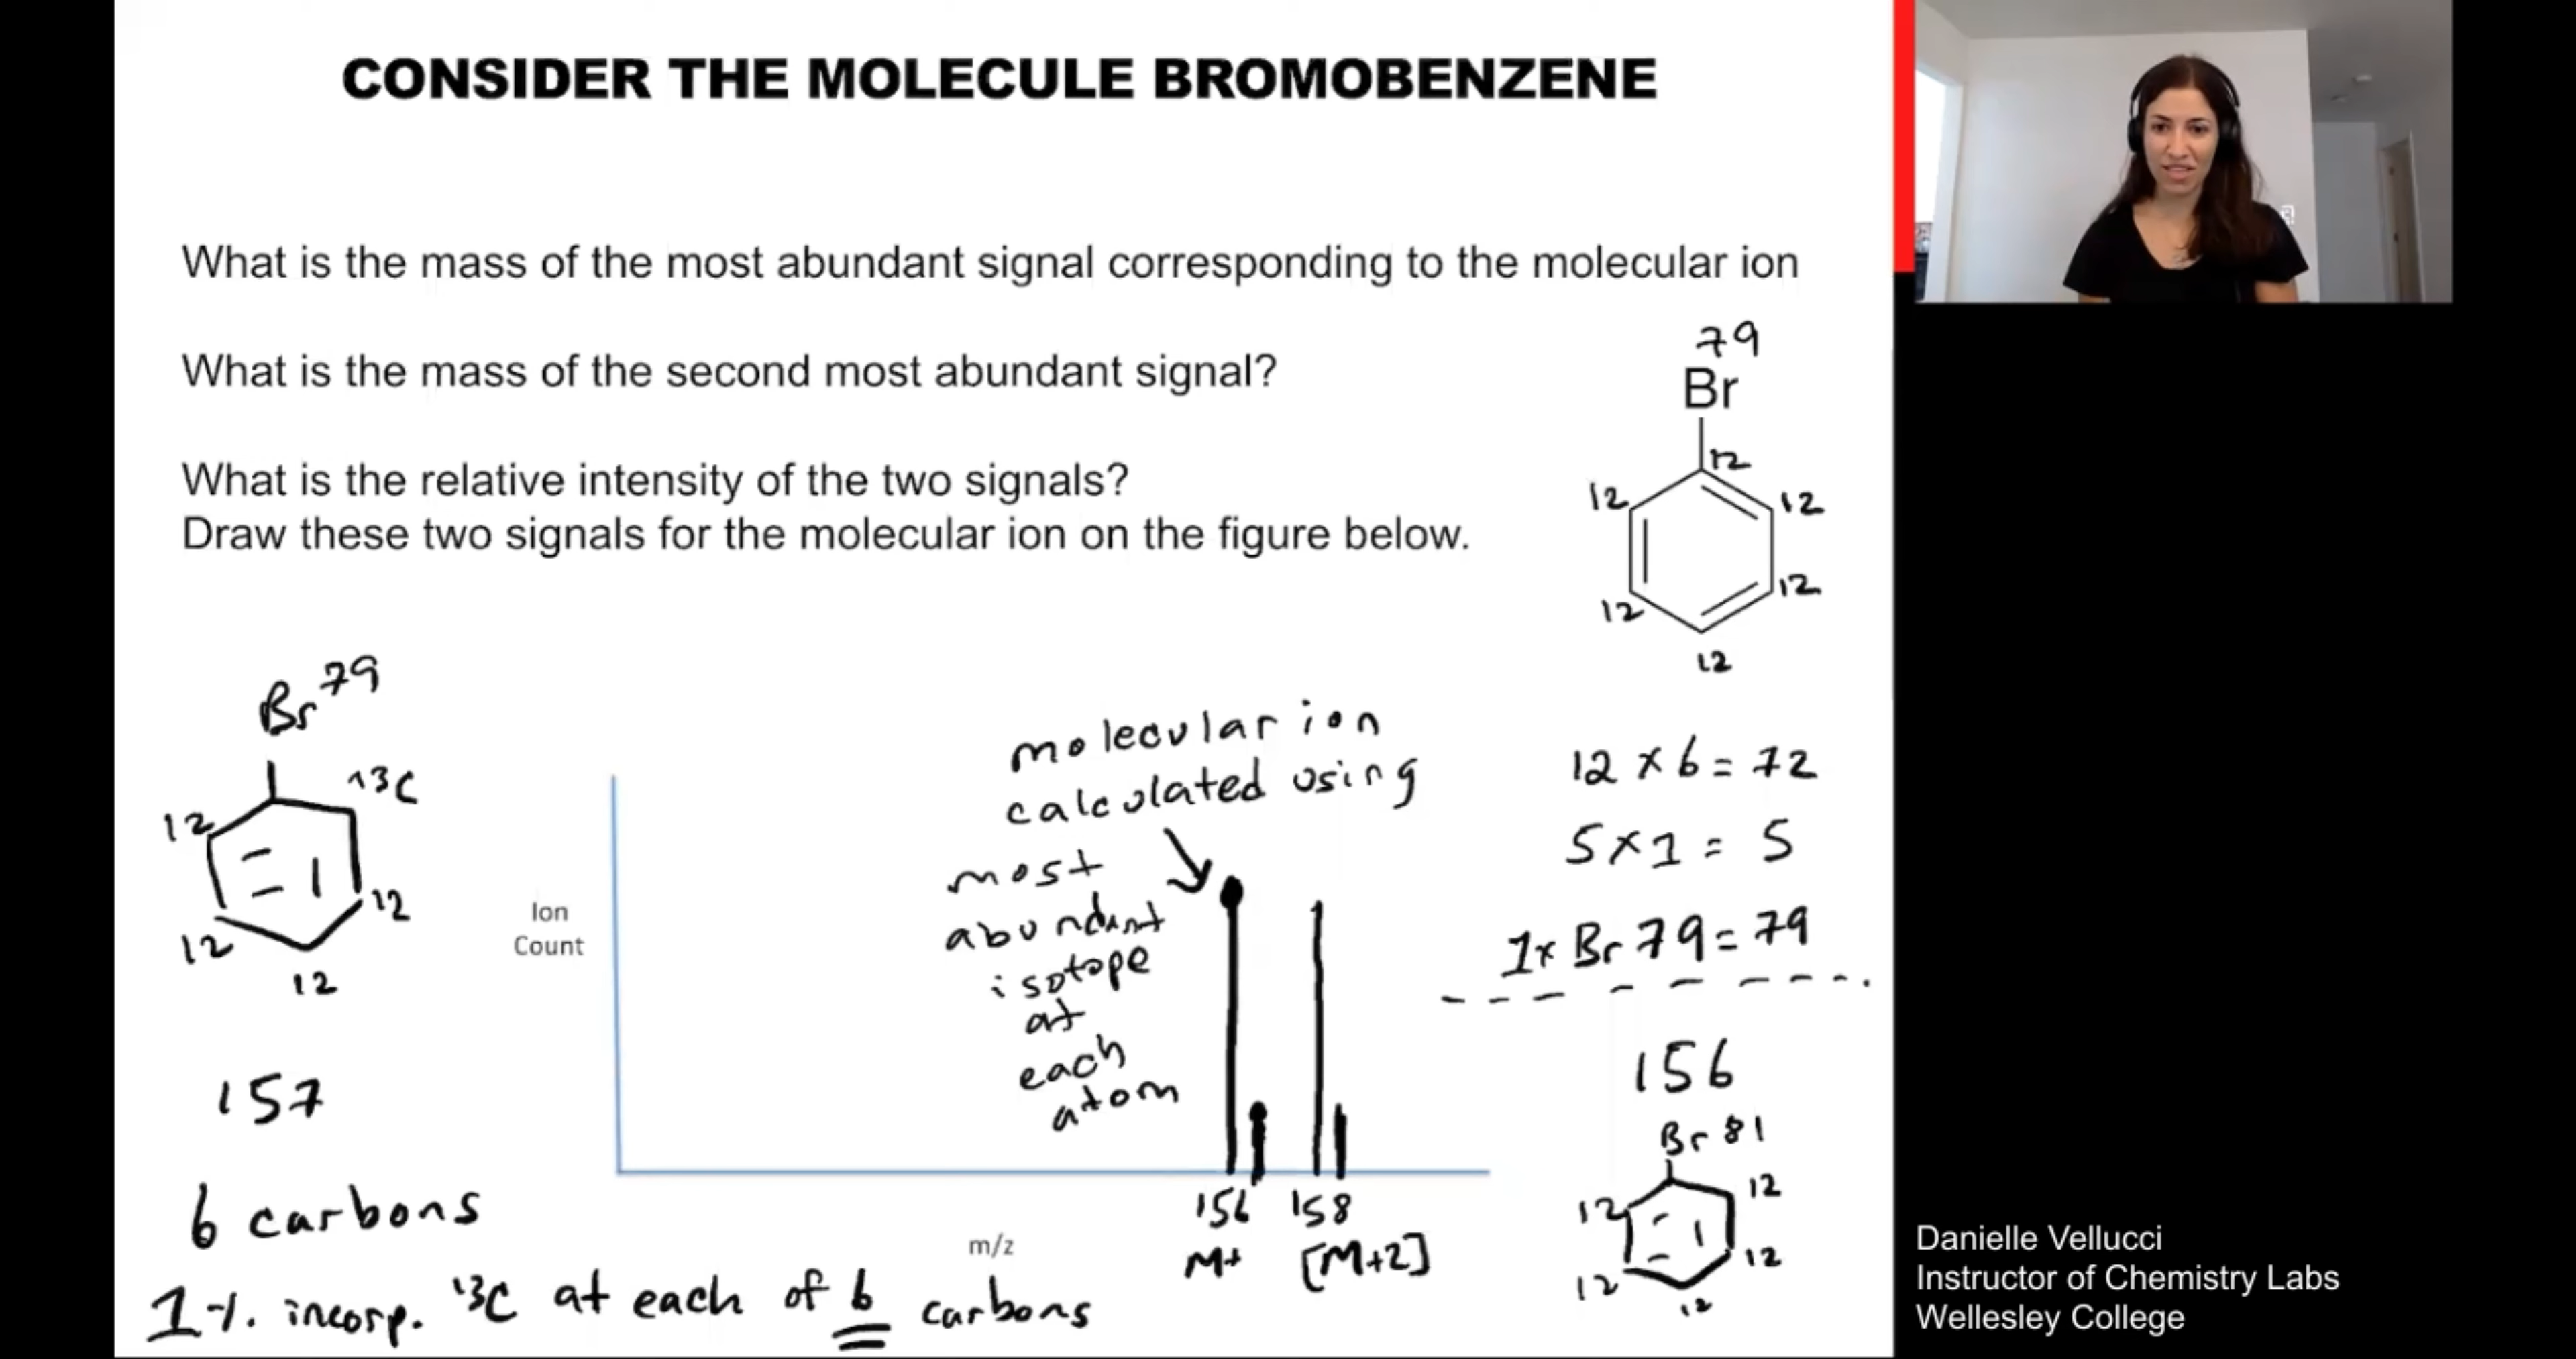 CONSIDER THE MOLECULE BROMOBENZENE
What is the mass of the most abundant signal corresponding to the molecular ion
What is the mass of the second most abundant signal?
What is the relative intensity of the two signals?
Draw these two signals for the molecular ion on the figure below.
79
Br
12
12
12
12
12
12
Br 79
13C
12
12
12
12
157
6 carbons
1%. incorp. 13C at each of 6 carbons
Ion
Count
m/z
molecular ion
calculated using
most
abundant
isotope
at
each
atom
156 158
M+ [M+2]
12 x 6 = 72
5 x 1 = 5
1x Br 79 = 79
156
Br 81
12
12
12
12
12
Danielle Vellucci
Instructor of Chemistry Labs
Wellesley College